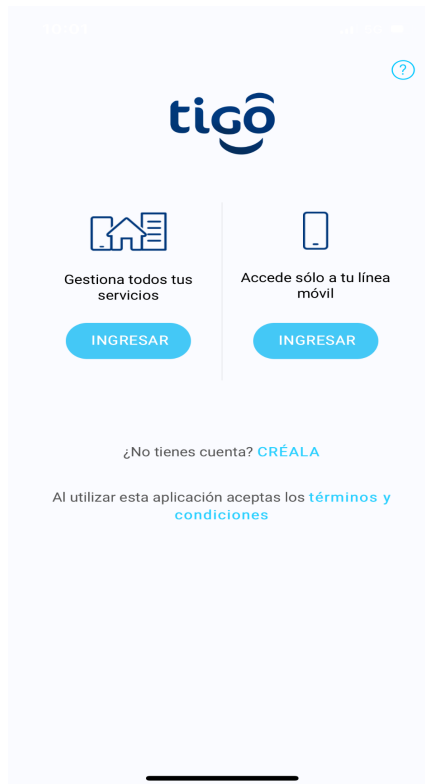 ?
tigo
Gestiona todos tus
servicios
INGRESAR
Accede sólo a tu línea
móvil
INGRESAR
¿No tienes cuenta? CRÉALA
Al utilizar esta aplicación aceptas los términos y
condiciones